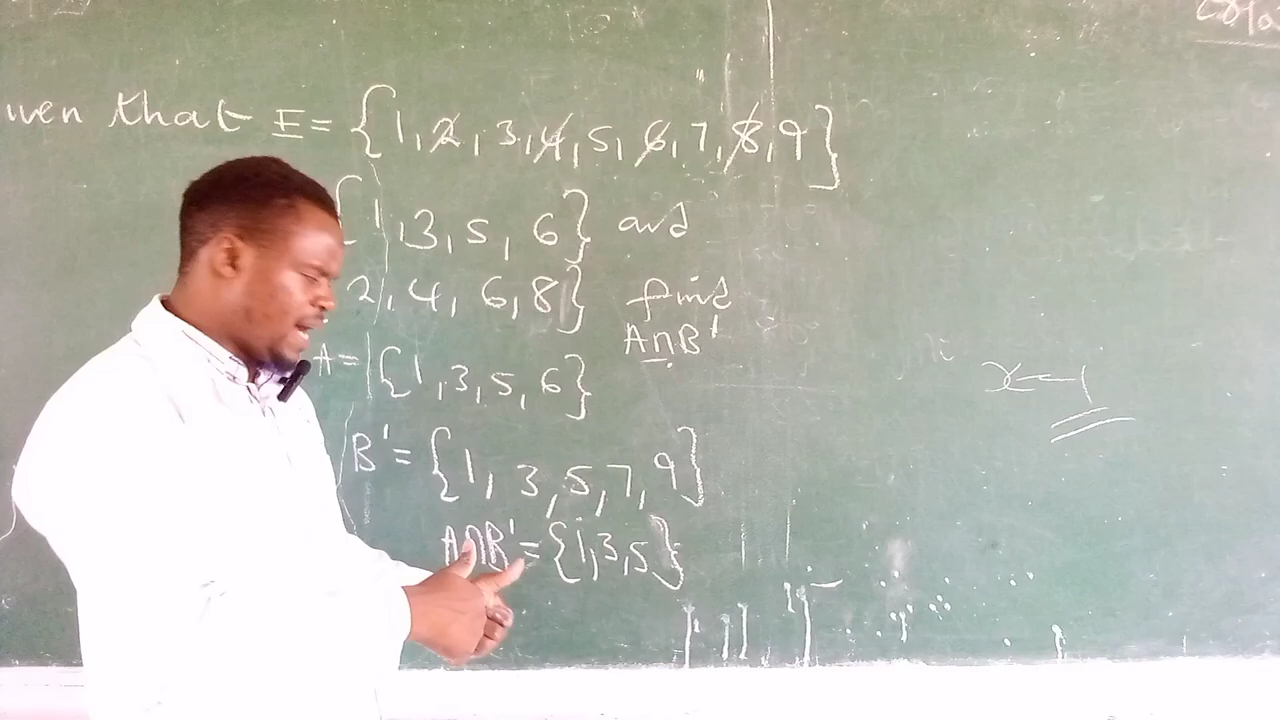 that E = {1, 2, 3, 4, 5, 6, 7, 8, 9}
{1, 3, 5, 6} and
2, 4, 6, 8} find
A∩B'
A = {1, 3, 5, 6}
B' = {1, 3, 5, 7, 9}
A∩B' = {1, 3, 5}
x